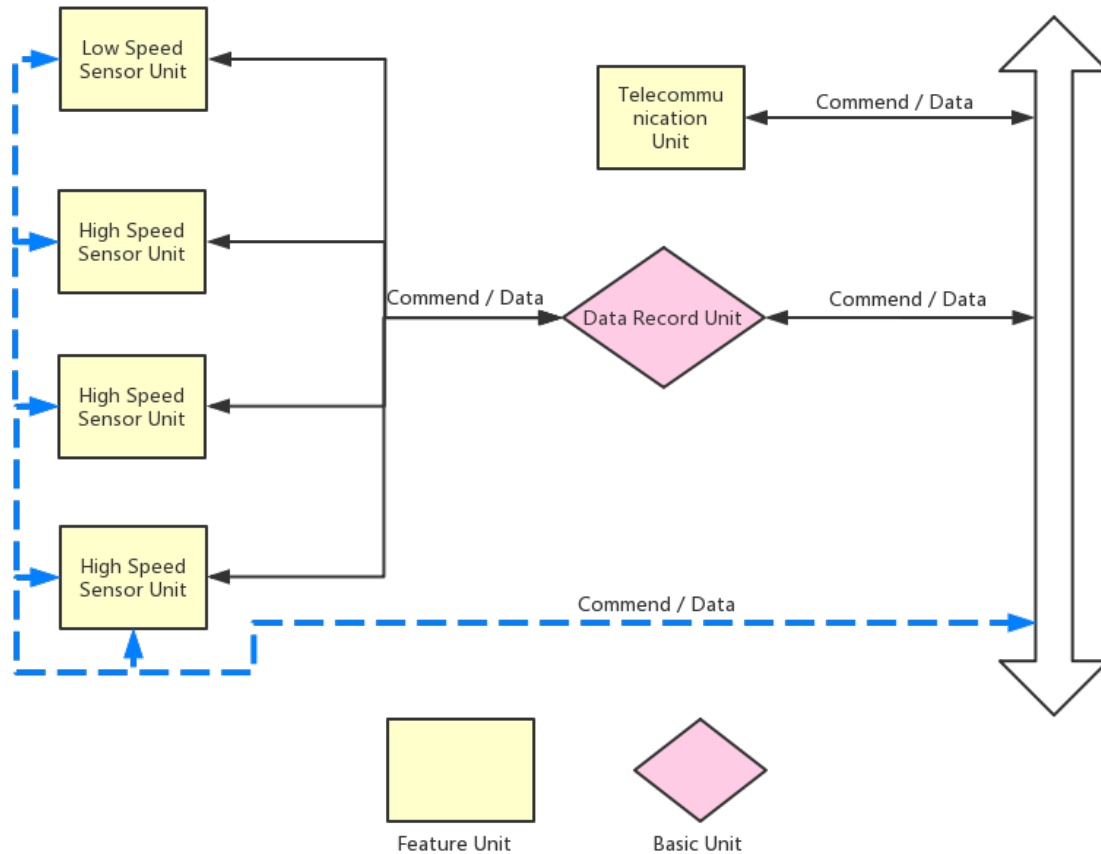 Low Speed
Sensor Unit
Telecommu
nication
Unit
Commend / Data
High Speed
Sensor Unit
Commend / Data
Data Record Unit
Commend / Data
High Speed
Sensor Unit
High Speed
Sensor Unit
Commend / Data
Feature Unit
Basic Unit